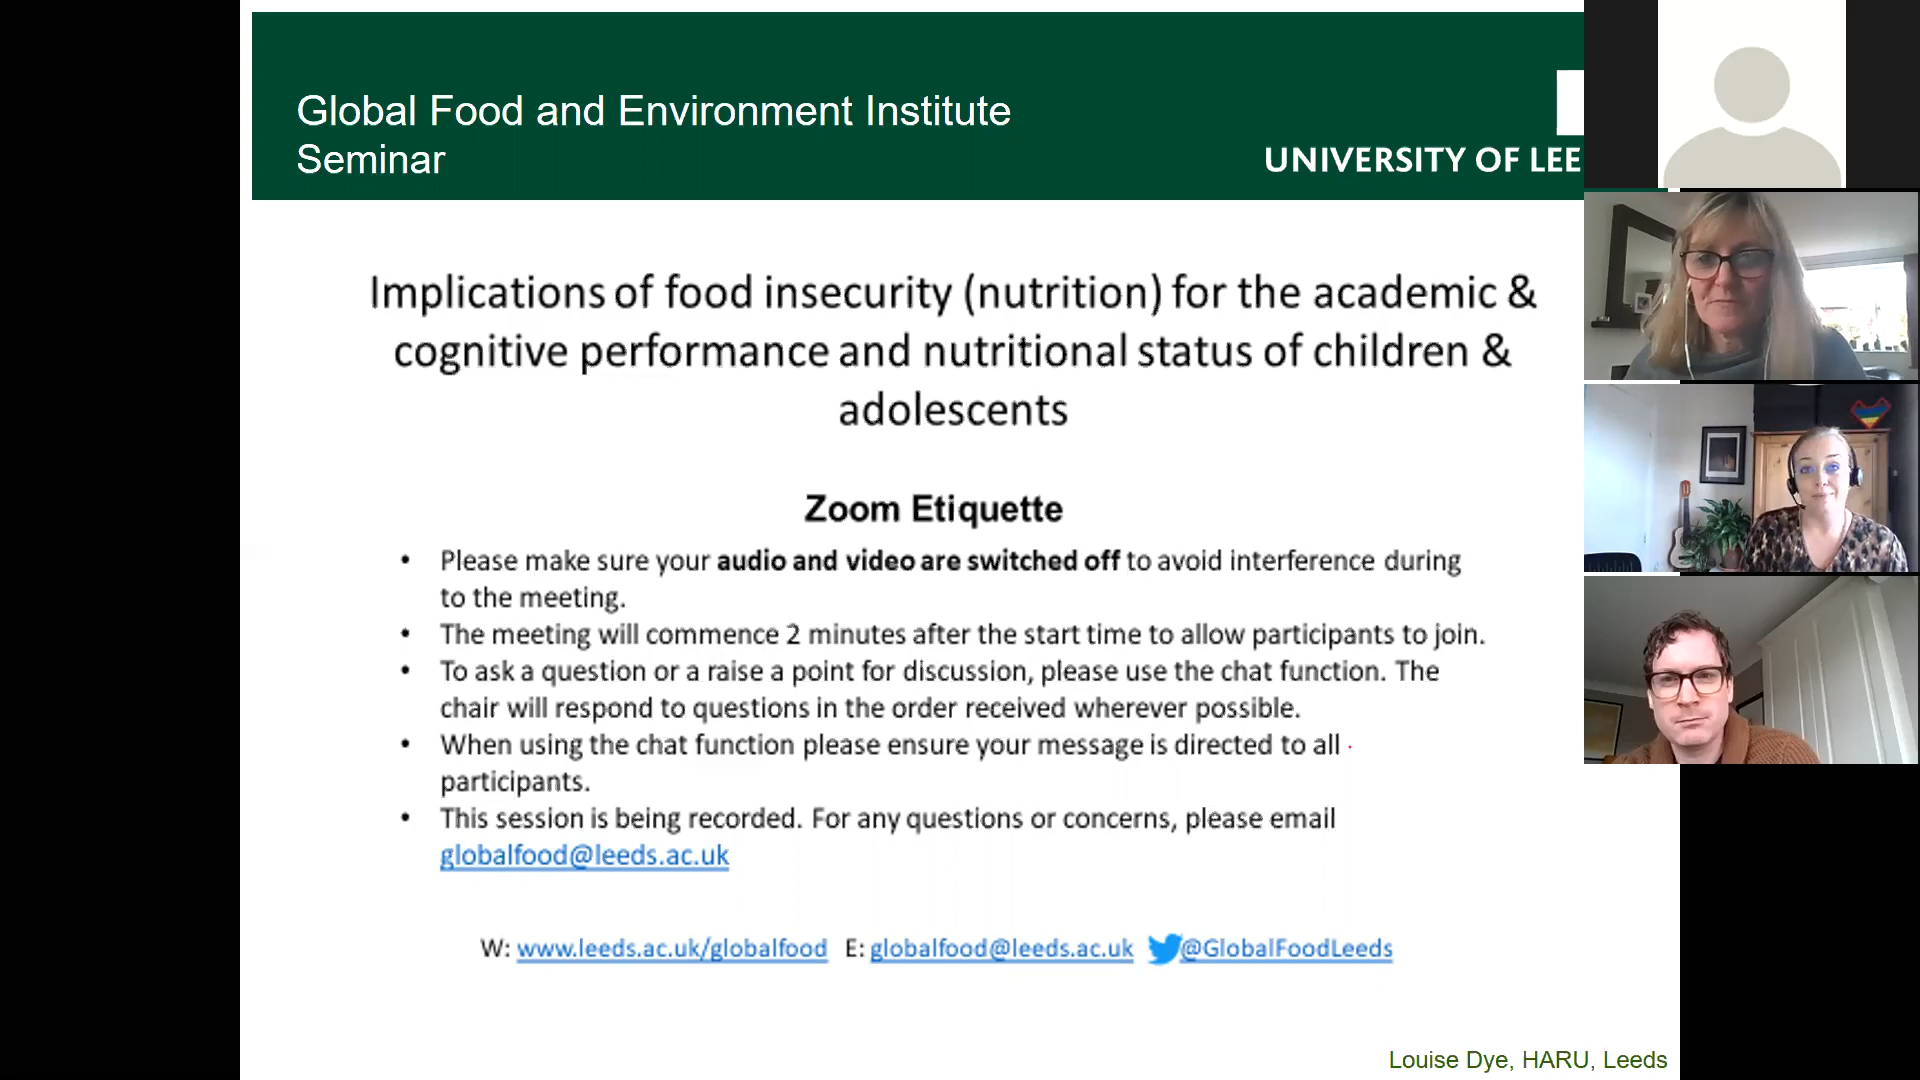 Global Food and Environment Institute
Seminar
UNIVERSITY OF LEE
Implications of food insecurity (nutrition) for the academic &
cognitive performance and nutritional status of children &
adolescents
Zoom Etiquette
• Please make sure your audio and video are switched off to avoid interference during
to the meeting.
• The meeting will commence 2 minutes after the start time to allow participants to join.
• To ask a question or a raise a point for discussion, please use the chat function. The
chair will respond to questions in the order received wherever possible.
• When using the chat function please ensure your message is directed to all
participants.
• This session is being recorded. For any questions or concerns, please email
globalfood@leeds.ac.uk
W: www.leeds.ac.uk/globalfood E: globalfood@leeds.ac.uk @GlobalFoodLeeds
Louise Dye, HARU, Leeds